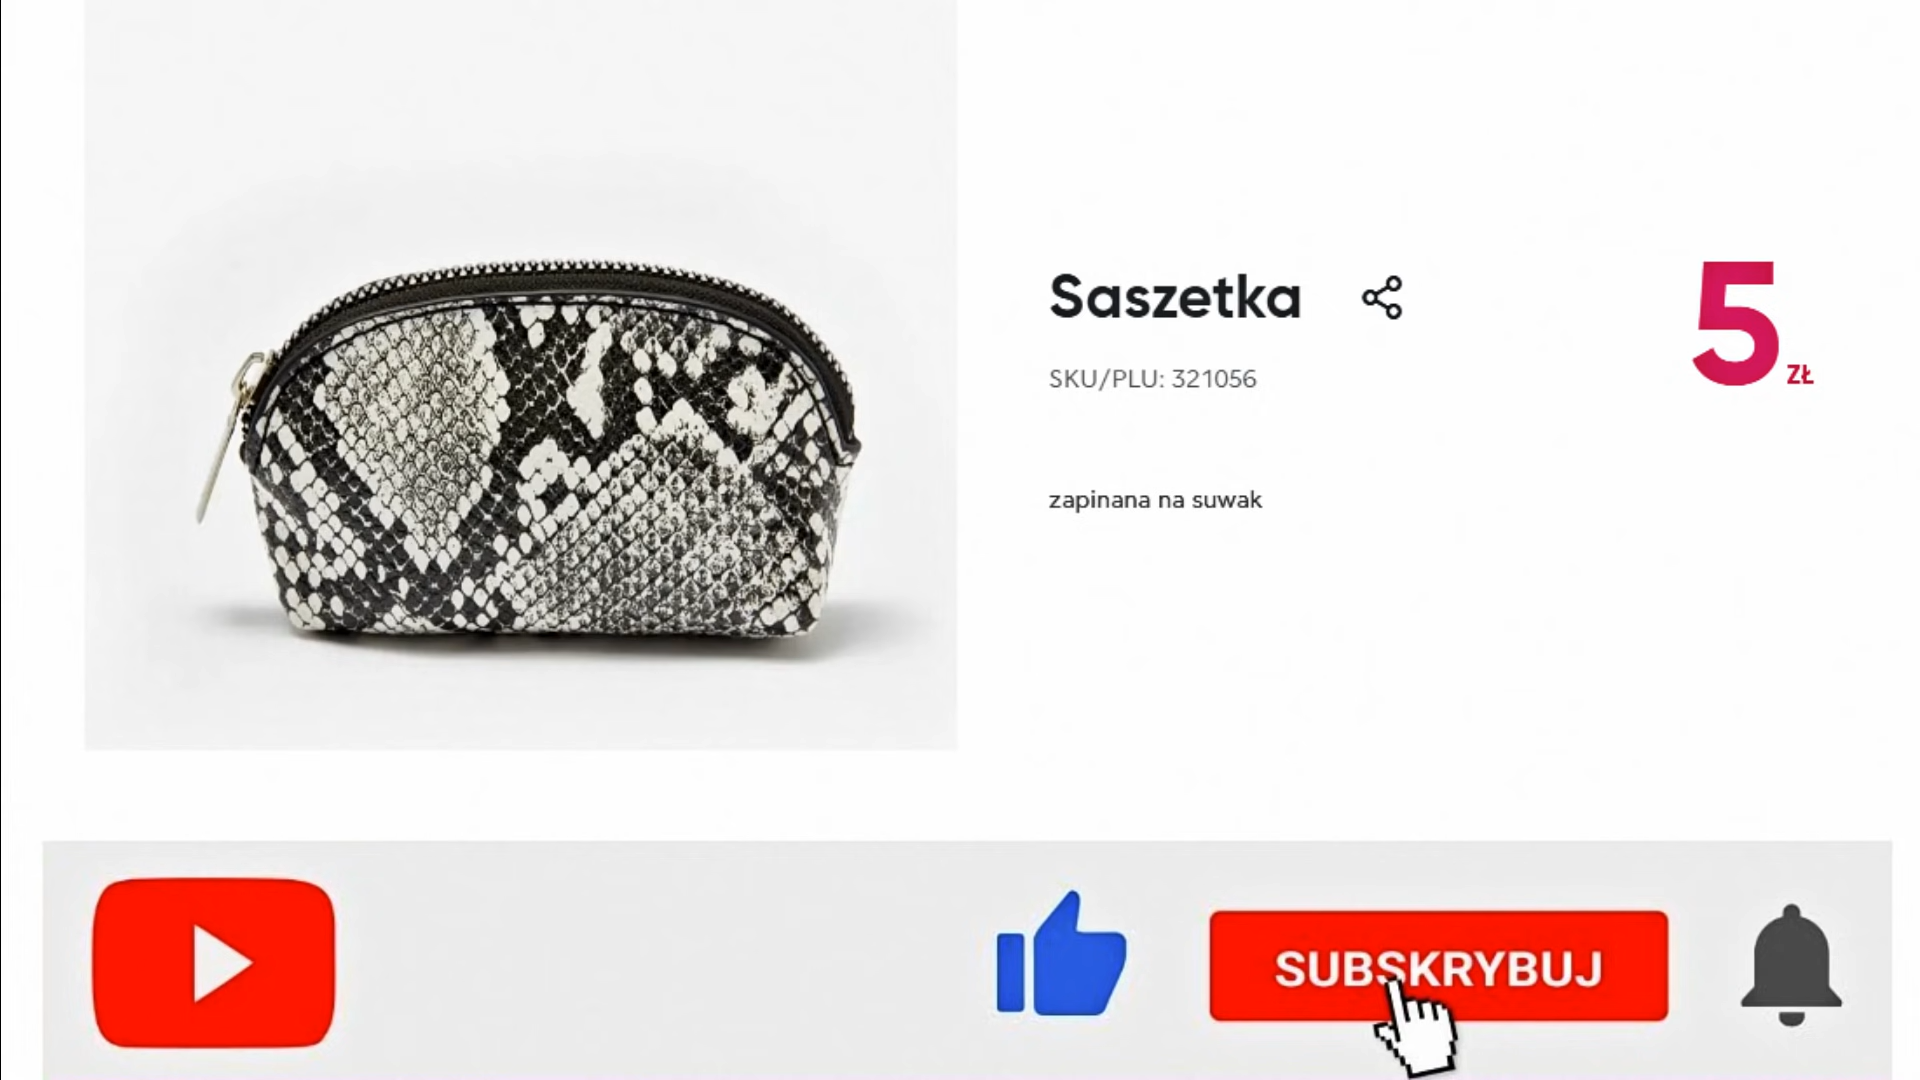 Saszetka
5 ZŁ
SKU/PLU: 321056
zapinana na suwak
SUBSKRYBUJ